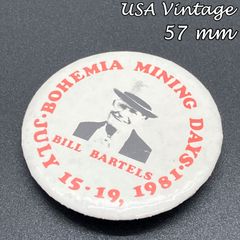 USA Vintage
57 mm
BOHEMIA MINING DAYS·
JULY 15-19, 1981·
BILL BARTELS